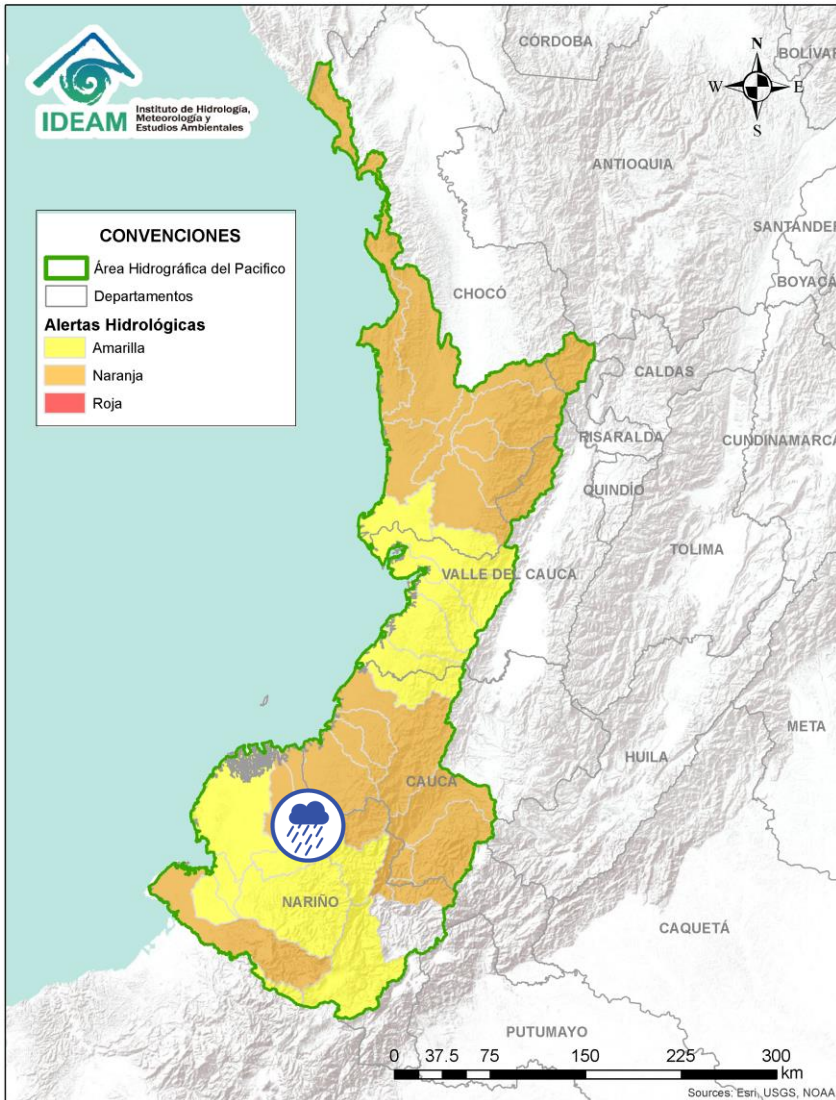 IDEAM
Instituto de Hidrología,
Meteorología y
Estudios Ambientales
CÓRDOBA
BOLÍVAR
N
W
E
S
ANTIOQUIA
CONVENCIONES
Área Hidrográfica del Pacifico
Departamentos
Alertas Hidrológicas
Amarilla
Naranja
Roja
SANTANDER
BOYACÁ
CHOCÓ
CALDAS
RISARALDA
CUNDINAMARCA
QUINDÍO
TOLIMA
VALLE DEL CAUCA
META
HUILA
CAUCA
NARIÑO
CAQUETÁ
PUTUMAYO
0 37.5 75 150 225 300
km
Sources: Esri, USGS, NOAA